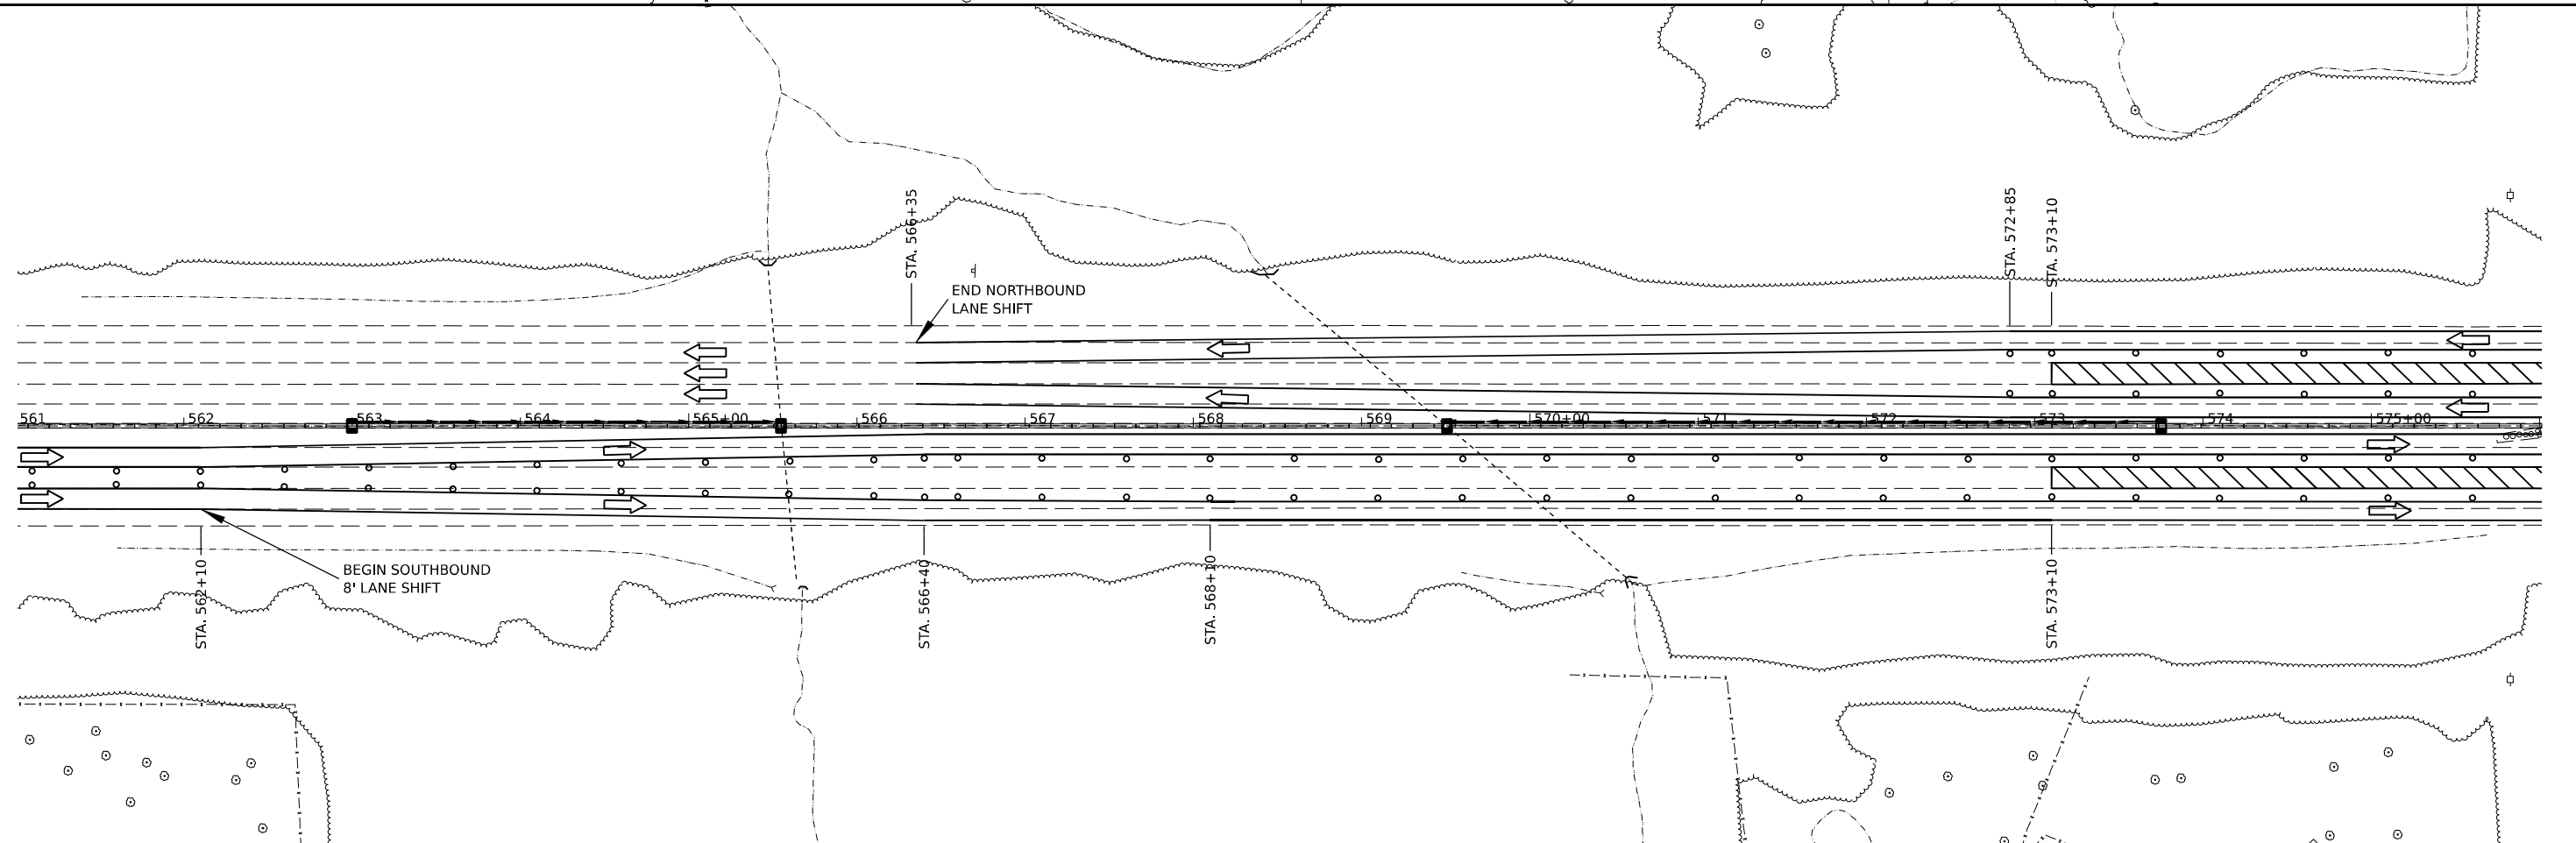 STA. 566+35
STA. 572+85
STA. 573+10
END NORTHBOUND
LANE SHIFT
561
562
563
564
565+00
566
567
568
569
570+00
571
572
573
574
575+00
BEGIN SOUTHBOUND
8' LANE SHIFT
STA. 562+10
STA. 566+40
STA. 568+10
STA. 573+10